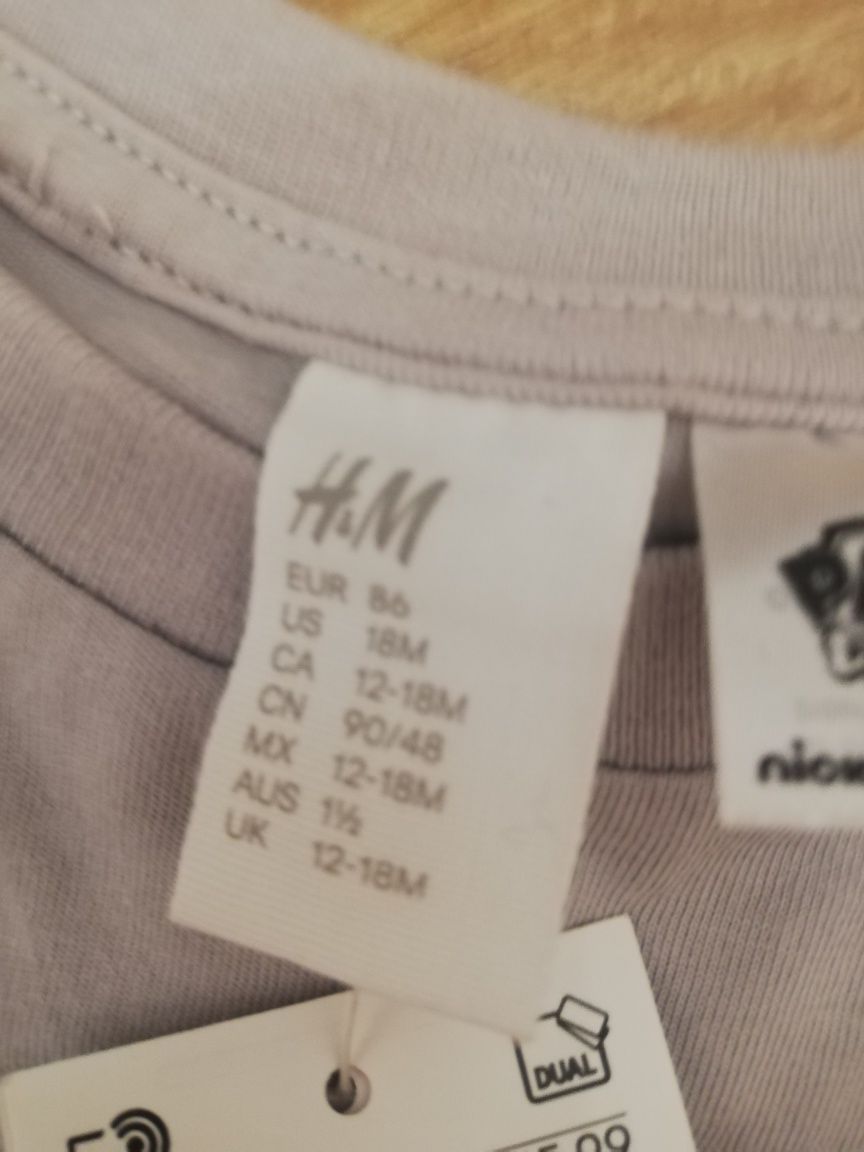 H&M
EUR 86
US 18M
CA 12-18M
CN 90/48
MX 12-18M
AUS 1½
UK 12-18M
DUAL